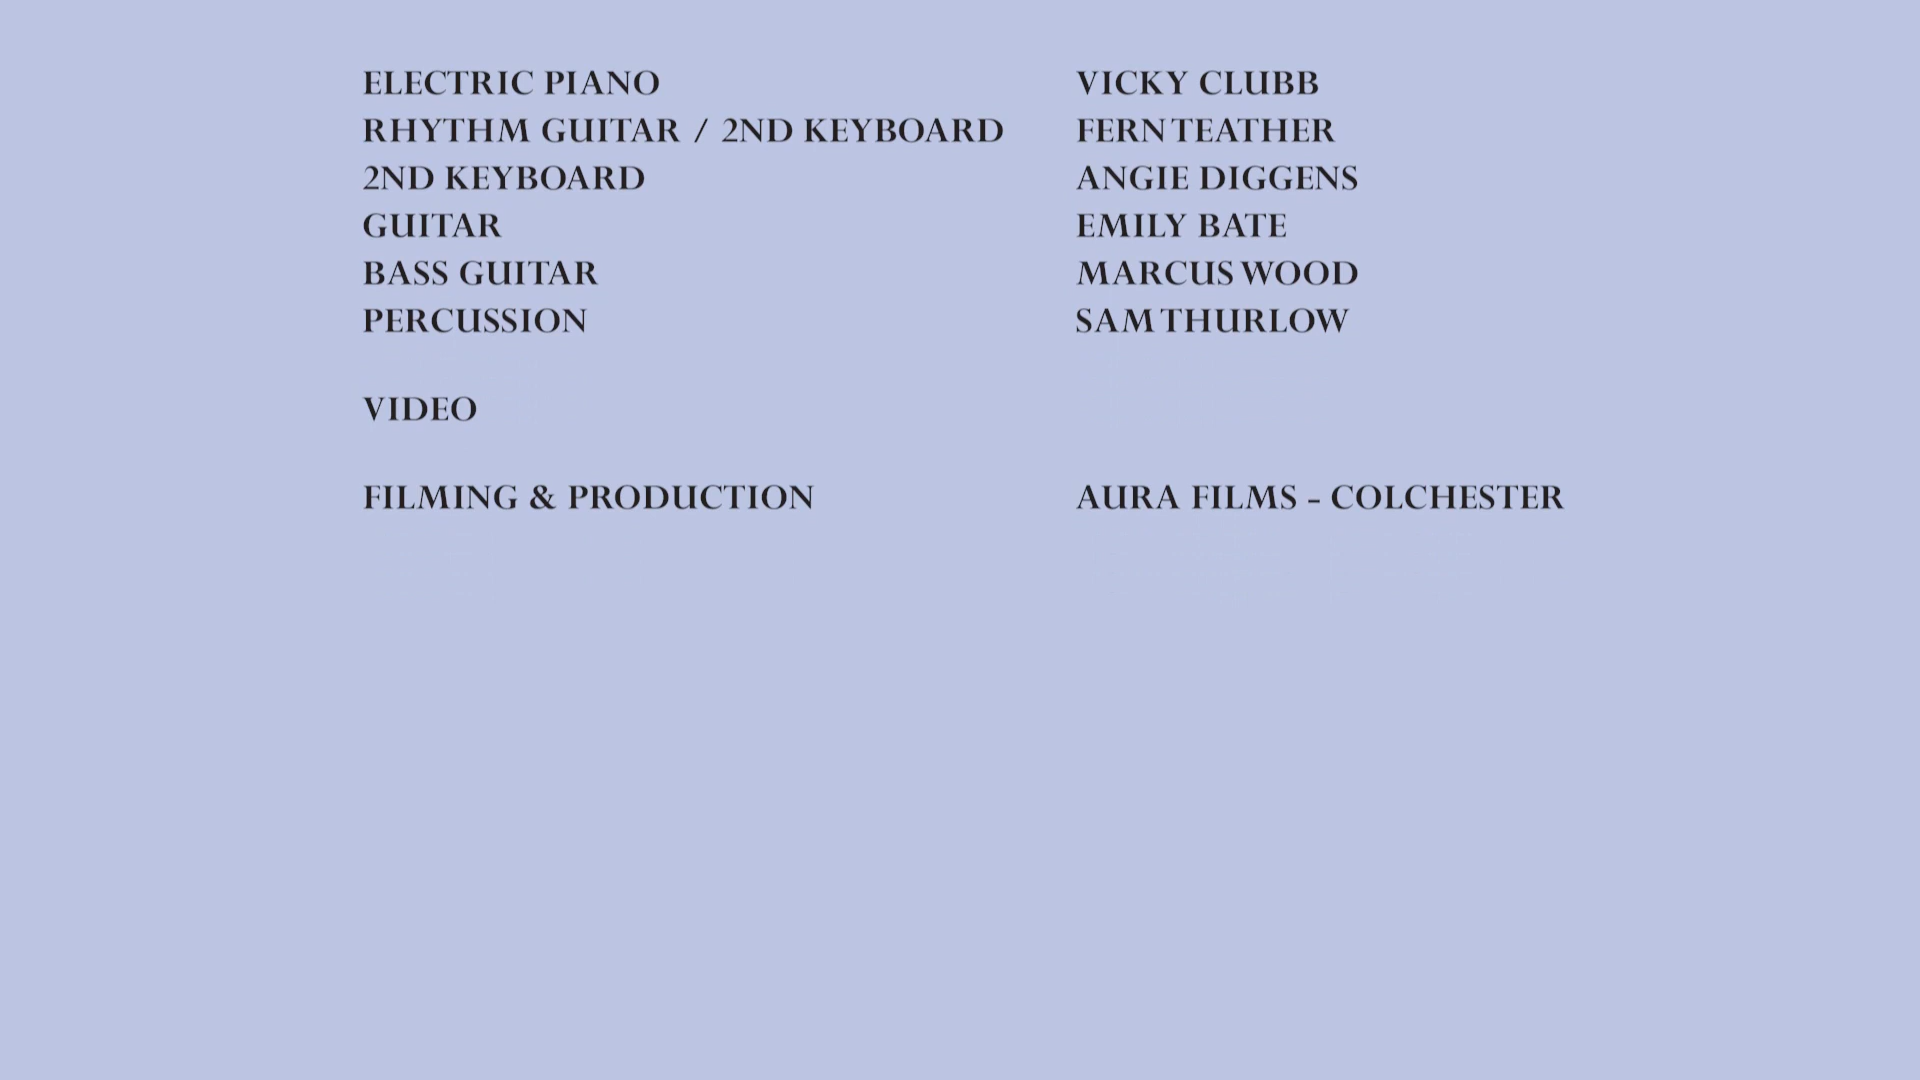 ELECTRIC PIANO VICKY CLUBB
RHYTHM GUITAR / 2ND KEYBOARD FERN TEATHER
2ND KEYBOARD ANGIE DIGGENS
GUITAR EMILY BATE
BASS GUITAR MARCUS WOOD
PERCUSSION SAM THURLOW
VIDEO
FILMING & PRODUCTION AURA FILMS - COLCHESTER